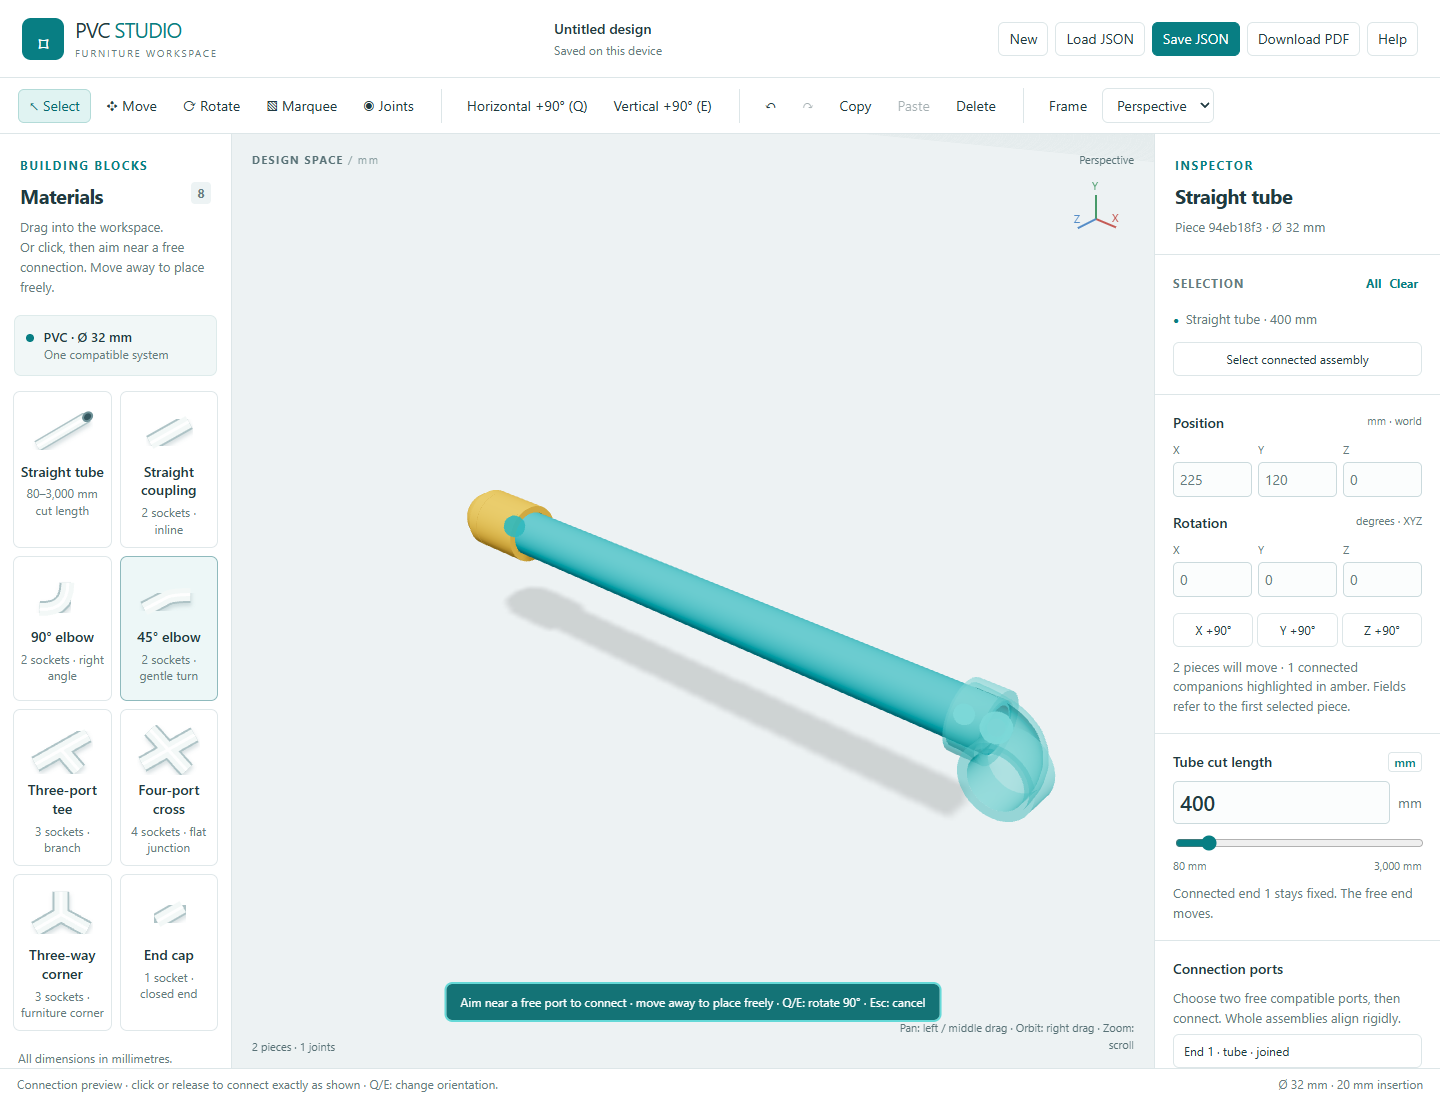 PVC STUDIO
FURNITURE WORKSPACE
Untitled design
Saved on this device
New
Load JSON
Save JSON
Download PDF
Help
Select
Move
Rotate
Marquee
Joints
Horizontal +90° (Q)
Vertical +90° (E)
Copy
Paste
Delete
Frame
Perspective
BUILDING BLOCKS
Materials
8
Drag into the workspace.
Or click, then aim near a free
connection. Move away to place
freely.
PVC · Ø 32 mm
One compatible system
Straight tube
80–3,000 mm
cut length
Straight
coupling
2 sockets ·
inline
90° elbow
2 sockets · right
angle
45° elbow
2 sockets ·
gentle turn
Three-port
tee
3 sockets ·
branch
Four-port
cross
4 sockets · flat
junction
Three-way
corner
3 sockets ·
furniture corner
End cap
1 socket ·
closed end
All dimensions in millimetres.
DESIGN SPACE / mm
Perspective
Y
Z
X
Aim near a free port to connect · move away to place freely · Q/E: rotate 90° · Esc: cancel
2 pieces · 1 joints
Pan: left / middle drag · Orbit: right drag · Zoom:
scroll
INSPECTOR
Straight tube
Piece 94eb18f3 · Ø 32 mm
SELECTION
All
Clear
Straight tube · 400 mm
Select connected assembly
Position
mm · world
X
Y
Z
225
120
0
Rotation
degrees · XYZ
X
Y
Z
0
0
0
X +90°
Y +90°
Z +90°
2 pieces will move · 1 connected
companions highlighted in amber. Fields
refer to the first selected piece.
Tube cut length
mm
400
mm
80 mm
3,000 mm
Connected end 1 stays fixed. The free end
moves.
Connection ports
Choose two free compatible ports, then
connect. Whole assemblies align rigidly.
End 1 · tube · joined
Connection preview · click or release to connect exactly as shown · Q/E: change orientation.
Ø 32 mm · 20 mm insertion